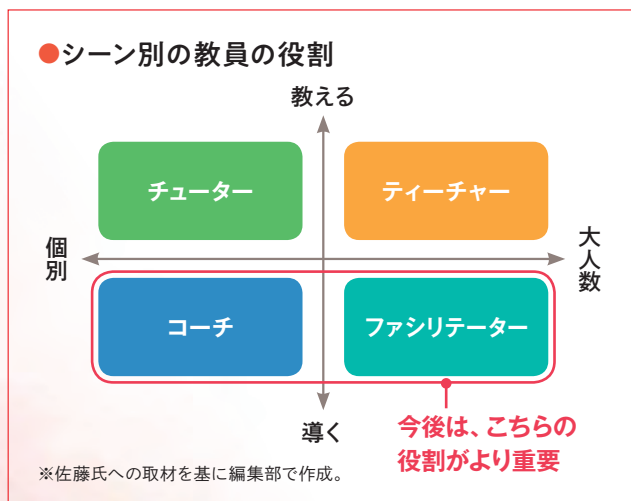 ●シーン別の教員の役割
教える
チューター
ティーチャー
個別
大人数
コーチ
ファシリテーター
導く
今後は、こちらの
役割がより重要
※佐藤氏への取材を基に編集部で作成。